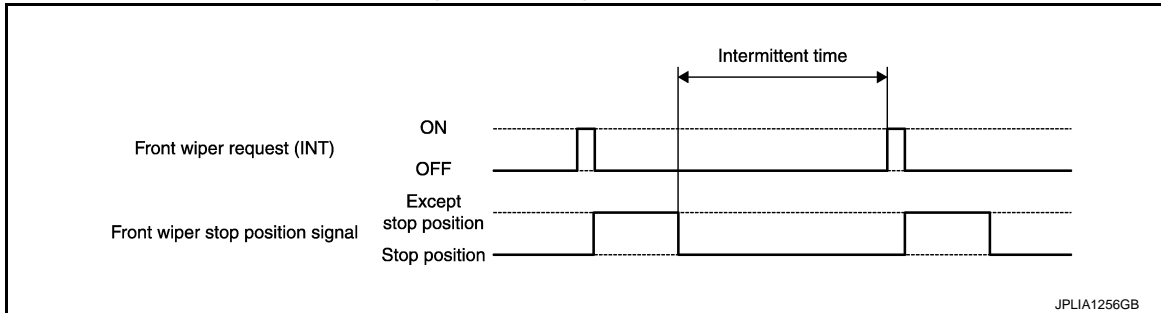 Intermittent time
ON
Front wiper request (INT)
OFF
Except
stop position
Front wiper stop position signal
Stop position
JPLIA1256GB